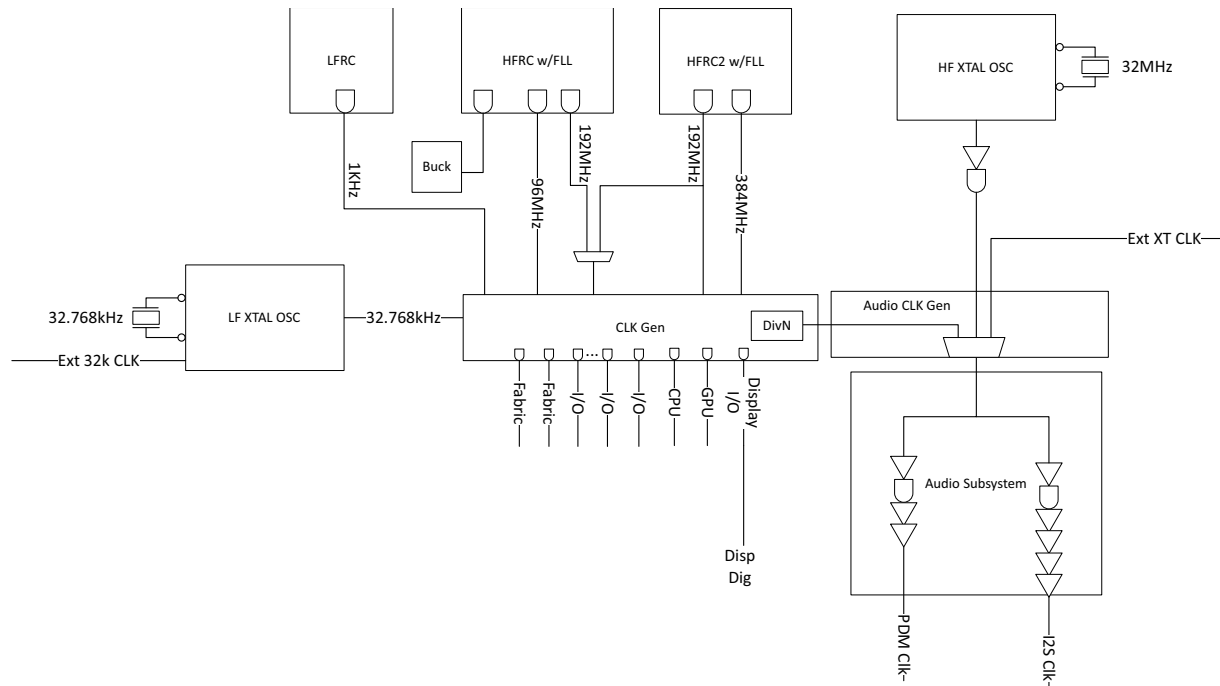 LFRC
HFRC w/FLL
HFRC2 w/FLL
HF XTAL OSC
32MHz
Buck
1KHz
96MHz
192MHz
192MHz
384MHz
Ext XT CLK
32.768kHz
LF XTAL OSC
32.768kHz
Ext 32k CLK
CLK Gen
DivN
Audio CLK Gen
...
Fabric
Fabric
I/O
I/O
I/O
CPU
GPU
Display
I/O
Disp
Dig
Audio Subsystem
PDM Clk-
I2S Clk-